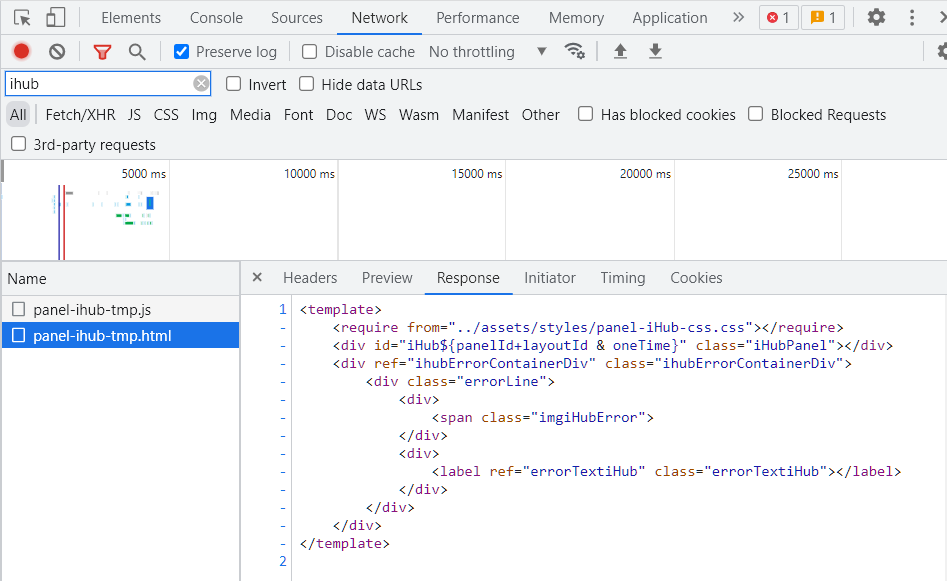 Elements Console Sources Network Performance Memory Application » 1 1
Preserve log Disable cache No throttling
ihub Invert Hide data URLs
All Fetch/XHR JS CSS Img Media Font Doc WS Wasm Manifest Other Has blocked cookies Blocked Requests
3rd-party requests
5000 ms 10000 ms 15000 ms 20000 ms 25000 ms
Name
panel-ihub-tmp.js
panel-ihub-tmp.html
× Headers Preview Response Initiator Timing Cookies
1 <template>
- <require from="../assets/styles/panel-iHub-css.css"></require>
- <div id="iHub${panelId+layoutId & oneTime}" class="iHubPanel"></div>
- <div ref="ihubErrorContainerDiv" class="ihubErrorContainerDiv">
- <div class="errorLine">
- <div>
- <span class="imgiHubError">
- </div>
- <div>
- <label ref="errorTextiHub" class="errorTextiHub"></label>
- </div>
- </div>
- </div>
- </template>
2